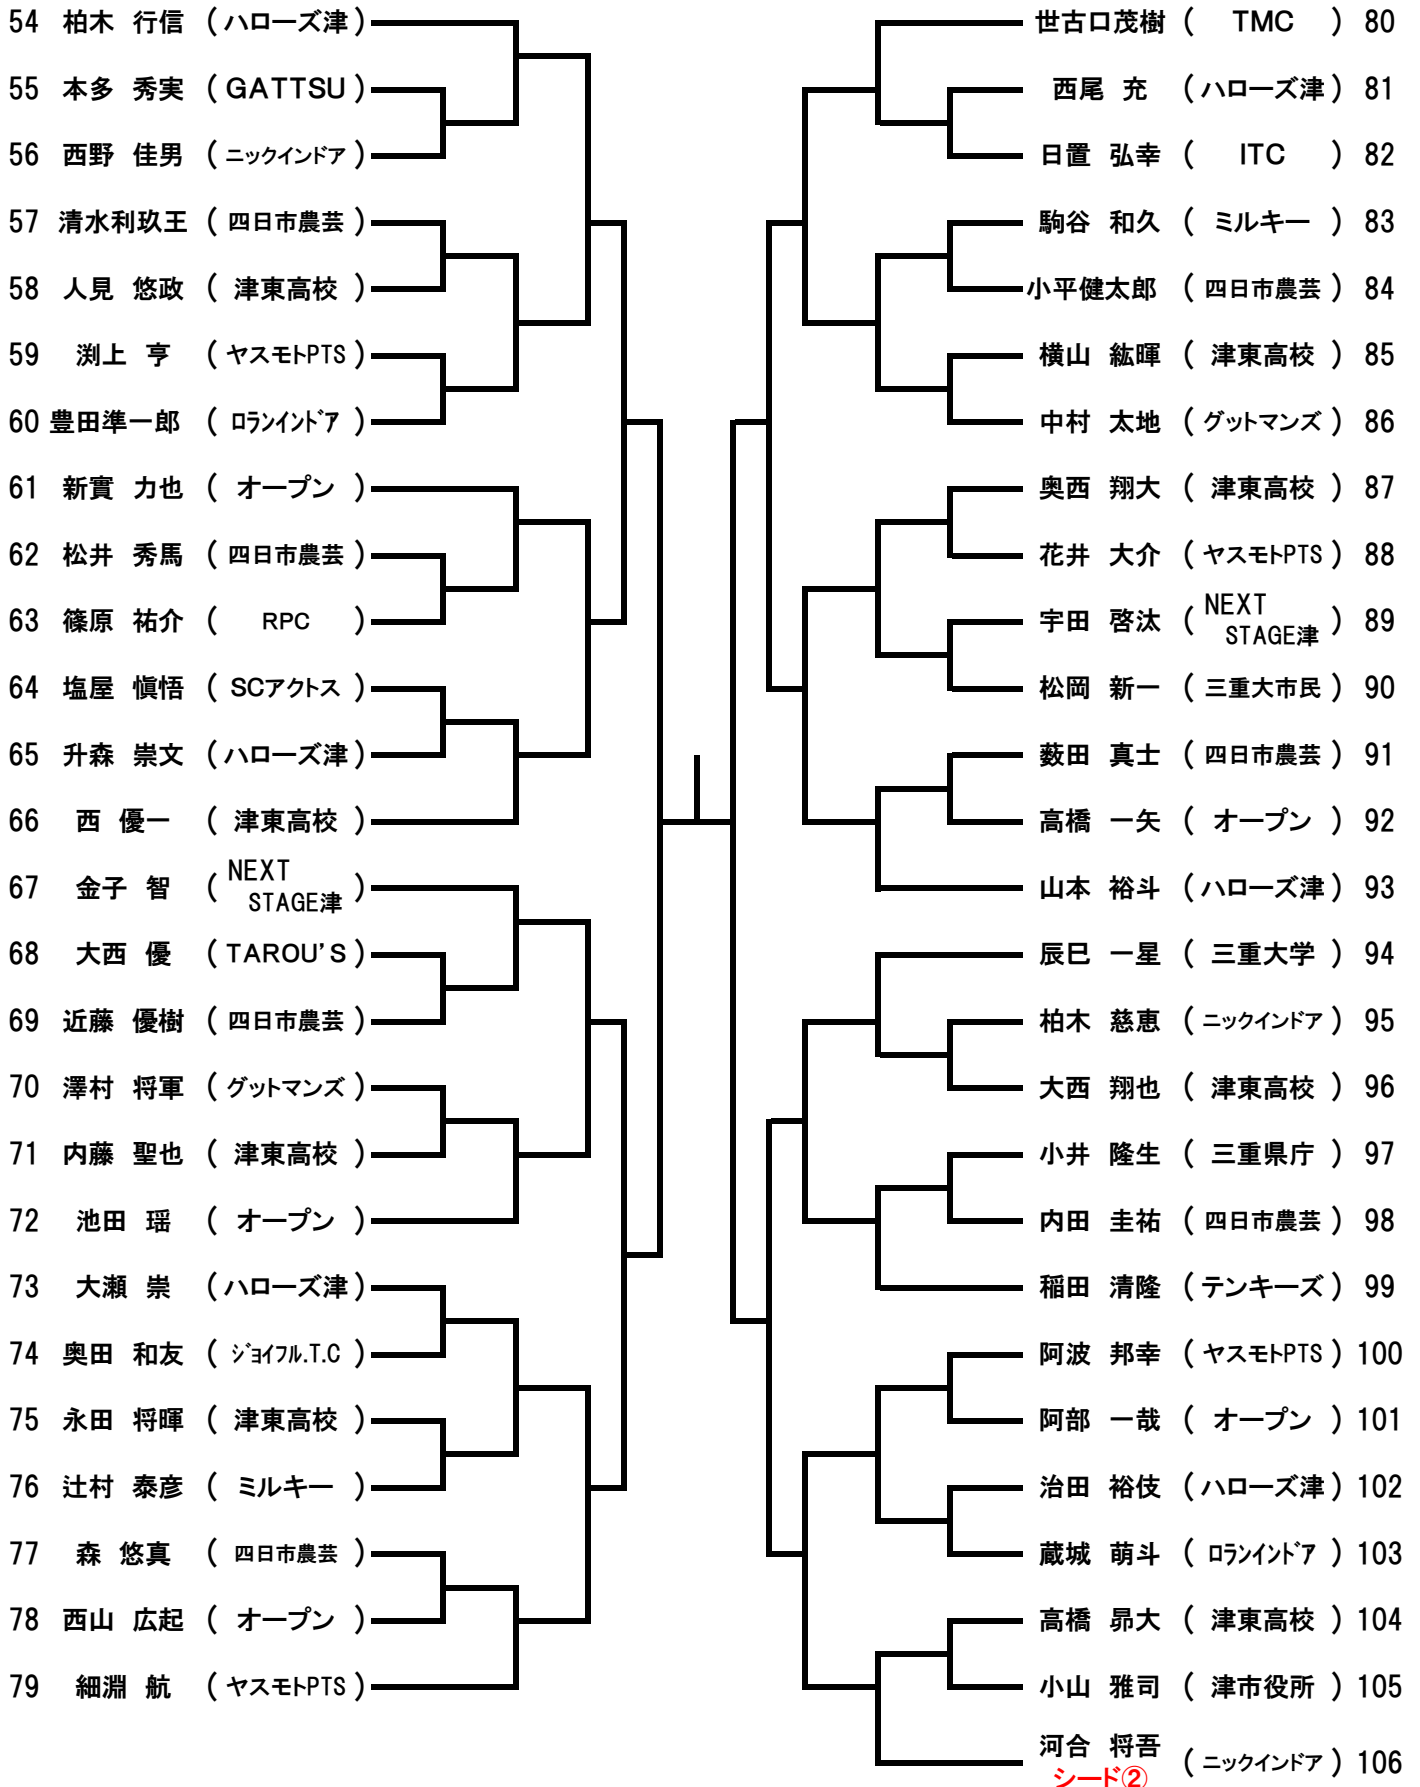 54 柏木 行信 (ハローズ津)
55 本多 秀実 (GATTSU)
56 西野 佳男 (ニックインドア)
57 清水利玖王 (四日市農芸)
58 人見 悠政 (津東高校)
59 渕上 亨 (ヤスモトPTS)
60 豊田準一郎 (ロランインドア)
61 新實 力也 (オープン)
62 松井 秀馬 (四日市農芸)
63 篠原 祐介 (RPC)
64 塩屋 愼悟 (SCアクトス)
65 升森 崇文 (ハローズ津)
66 西 優一 (津東高校)
67 金子 智 (NEXT STAGE津)
68 大西 優 (TAROU'S)
69 近藤 優樹 (四日市農芸)
70 澤村 将軍 (グットマンズ)
71 内藤 聖也 (津東高校)
72 池田 瑶 (オープン)
73 大瀬 崇 (ハローズ津)
74 奥田 和友 (ジョイフル.T.C)
75 永田 将暉 (津東高校)
76 辻村 泰彦 (ミルキー)
77 森 悠真 (四日市農芸)
78 西山 広起 (オープン)
79 細淵 航 (ヤスモトPTS)
世古口茂樹 (TMC) 80
西尾 充 (ハローズ津) 81
日置 弘幸 (ITC) 82
駒谷 和久 (ミルキー) 83
小平健太郎 (四日市農芸) 84
横山 紘暉 (津東高校) 85
中村 太地 (グットマンズ) 86
奥西 翔大 (津東高校) 87
花井 大介 (ヤスモトPTS) 88
宇田 啓汰 (NEXT STAGE津) 89
松岡 新一 (三重大市民) 90
薮田 真士 (四日市農芸) 91
高橋 一矢 (オープン) 92
山本 裕斗 (ハローズ津) 93
辰巳 一星 (三重大学) 94
柏木 慈恵 (ニックインドア) 95
大西 翔也 (津東高校) 96
小井 隆生 (三重県庁) 97
内田 圭祐 (四日市農芸) 98
稲田 清隆 (テンキーズ) 99
阿波 邦幸 (ヤスモトPTS) 100
阿部 一哉 (オープン) 101
治田 裕伎 (ハローズ津) 102
蔵城 萌斗 (ロランインドア) 103
高橋 昴大 (津東高校) 104
小山 雅司 (津市役所) 105
河合 将吾 (ニックインドア) 106
シード②